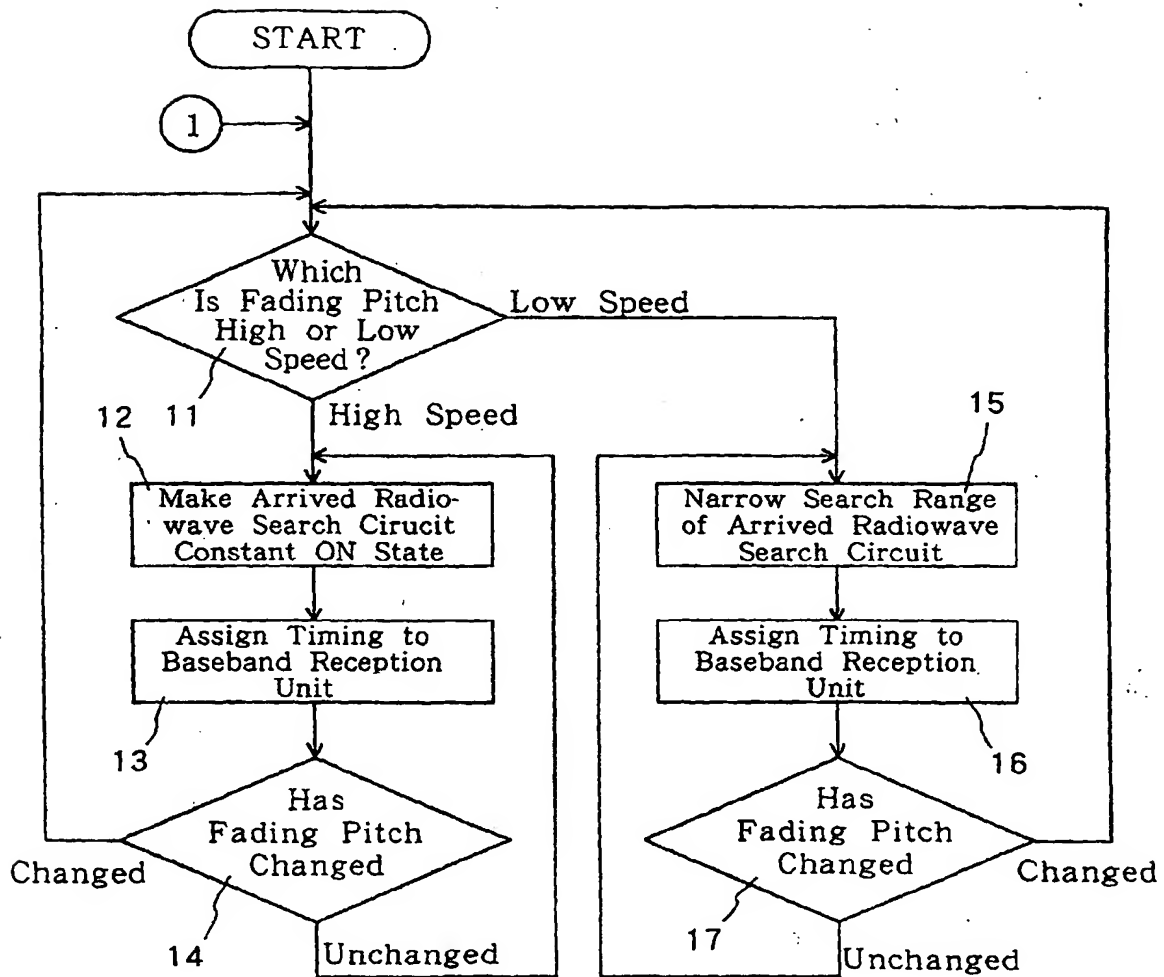 START
1
Which
Is Fading Pitch
High or Low
Speed?
Low Speed
11
High Speed
12
Make Arrived Radio-
wave Search Cirucit
Constant ON State
15
Narrow Search Range
of Arrived Radiowave
Search Circuit
Assign Timing to
Baseband Reception
Unit
13
Assign Timing to
Baseband Reception
Unit
16
Has
Fading Pitch
Changed
Changed
14
Unchanged
Has
Fading Pitch
Changed
Changed
17
Unchanged